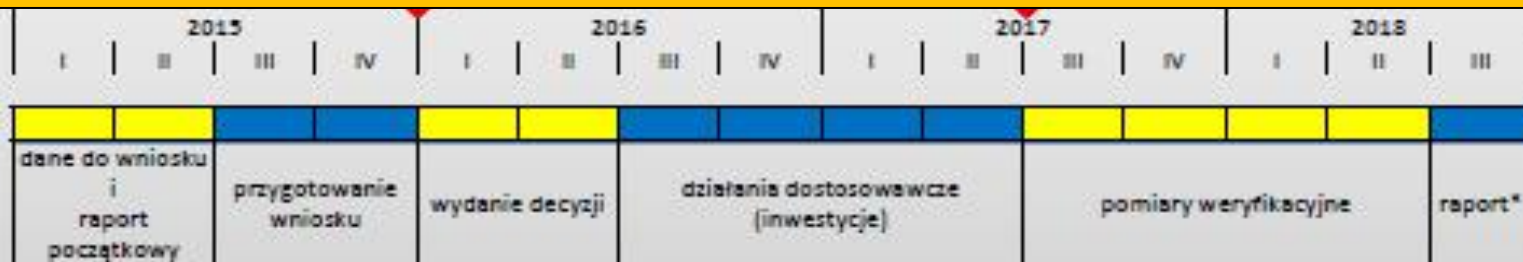 2015 2016 2017 2018
I II III IV I II III IV I II III IV I II III
dane do wniosku
i
raport
początkowy
przygotowanie
wniosku
wydanie decyzji
działania dostosowawcze
(inwestycje)
pomiary weryfikacyjne
raport*